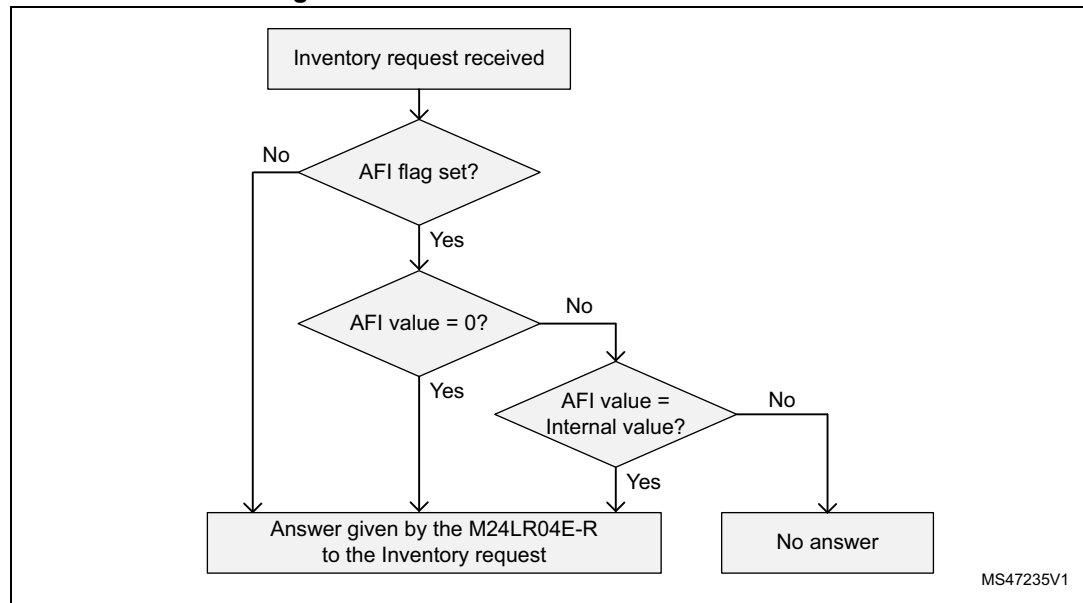 Inventory request received
No
AFI flag set?
Yes
No
AFI value = 0?
Yes
AFI value =
Internal value?
No
Yes
Answer given by the M24LR04E-R
to the Inventory request
No answer
MS47235V1